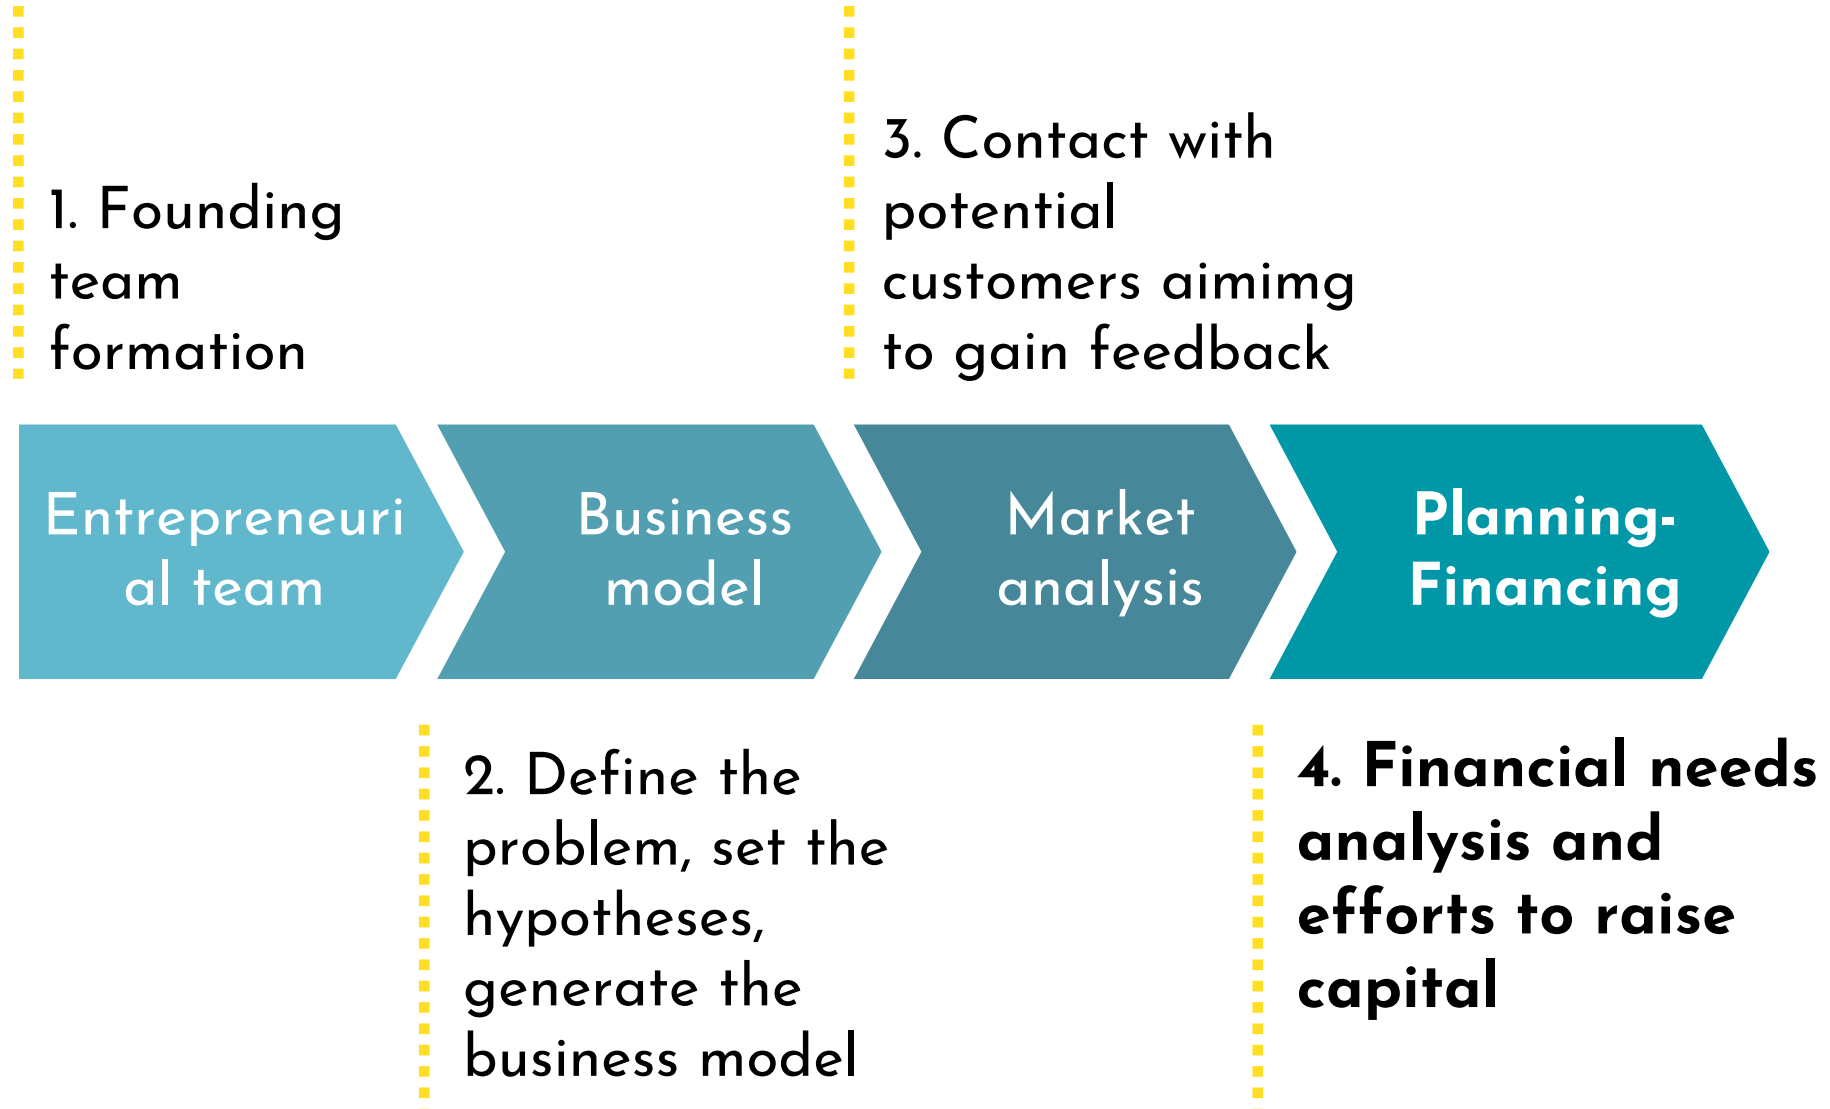 1. Founding
team
formation
3. Contact with
potential
customers aimimg
to gain feedback
Entrepreneuri
al team
Business
model
Market
analysis
Planning-
Financing
2. Define the
problem, set the
hypotheses,
generate the
business model
4. Financial needs
analysis and
efforts to raise
capital